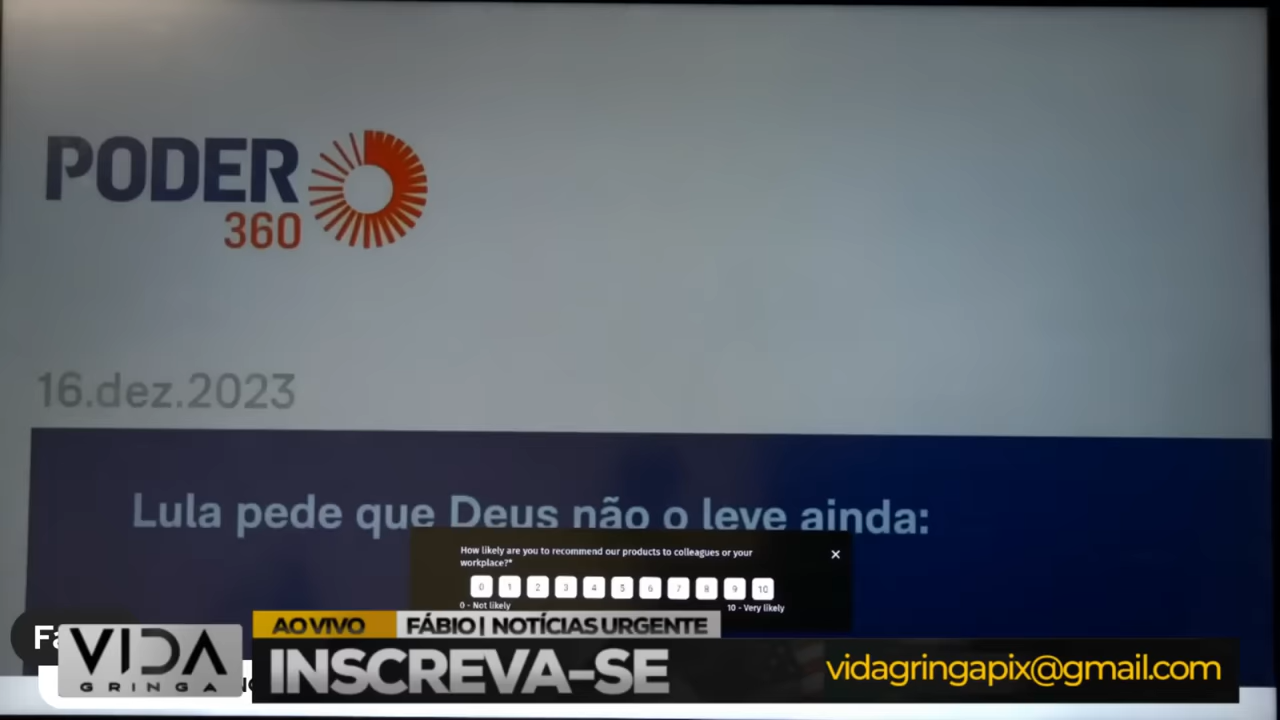 PODER
360
16.dez.2023
Lula pede que Deus não o leve ainda:
How likely are you to recommend our products to colleagues or your
workplace?*
0 1 2 3 4 5 6 7 8 9 10
0 - Not likely 10 - Very likely
AO VIVO FÁBIO | NOTÍCIAS URGENTE
VIDA
GRINGA
INSCREVA-SE
vidagringapix@gmail.com